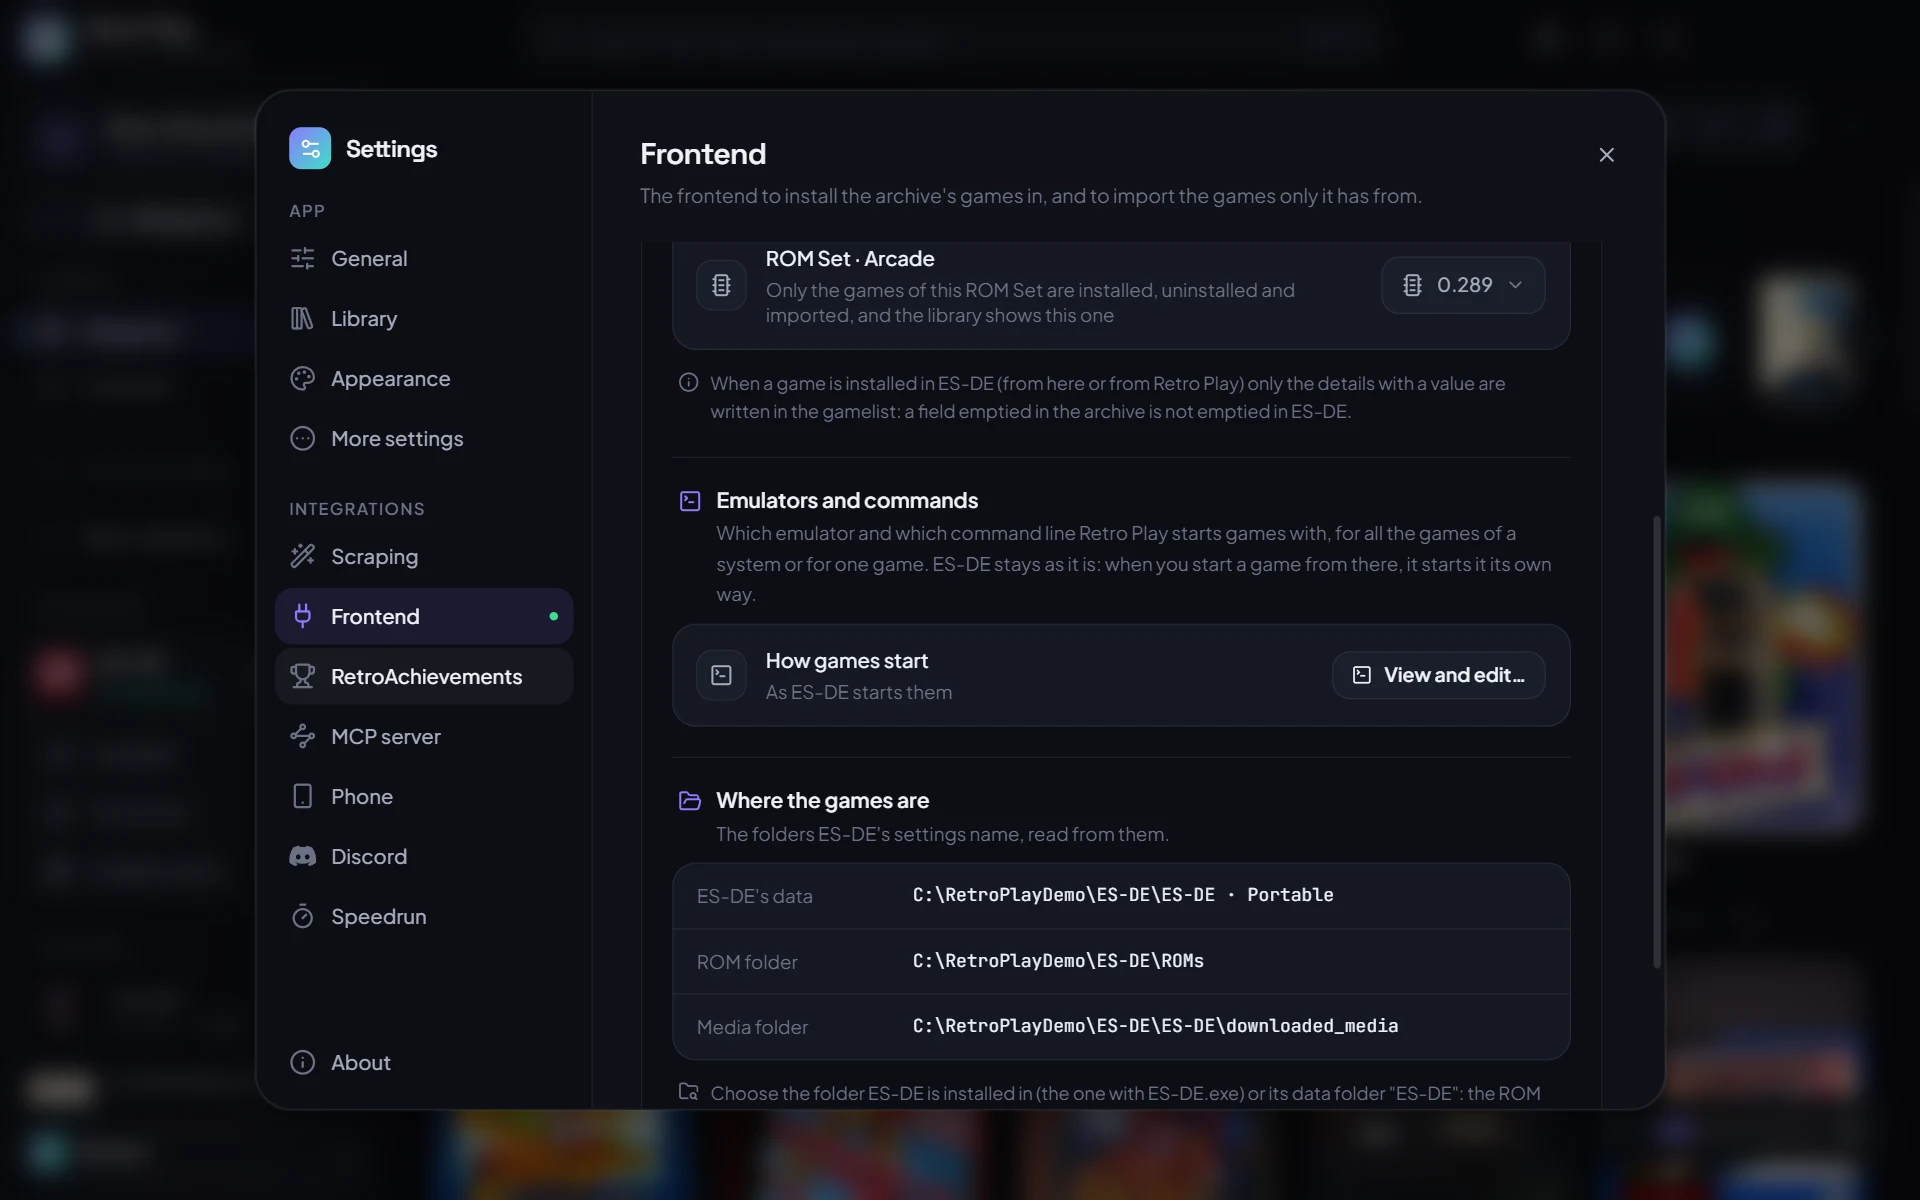 Settings
APP
General
Library
Appearance
More settings
INTEGRATIONS
Scraping
Frontend
RetroAchievements
MCP server
Phone
Discord
Speedrun
About
Frontend
The frontend to install the archive's games in, and to import the games only it has from.
ROM Set · Arcade
Only the games of this ROM Set are installed, uninstalled and
imported, and the library shows this one
0.289
When a game is installed in ES-DE (from here or from Retro Play) only the details with a value are
written in the gamelist: a field emptied in the archive is not emptied in ES-DE.
Emulators and commands
Which emulator and which command line Retro Play starts games with, for all the games of a
system or for one game. ES-DE stays as it is: when you start a game from there, it starts it its own
way.
How games start
As ES-DE starts them
View and edit...
Where the games are
The folders ES-DE's settings name, read from them.
ES-DE's data
C:\RetroPlayDemo\ES-DE\ES-DE · Portable
ROM folder
C:\RetroPlayDemo\ES-DE\ROMs
Media folder
C:\RetroPlayDemo\ES-DE\ES-DE\downloaded_media
Choose the folder ES-DE is installed in (the one with ES-DE.exe) or its data folder "ES-DE": the ROM